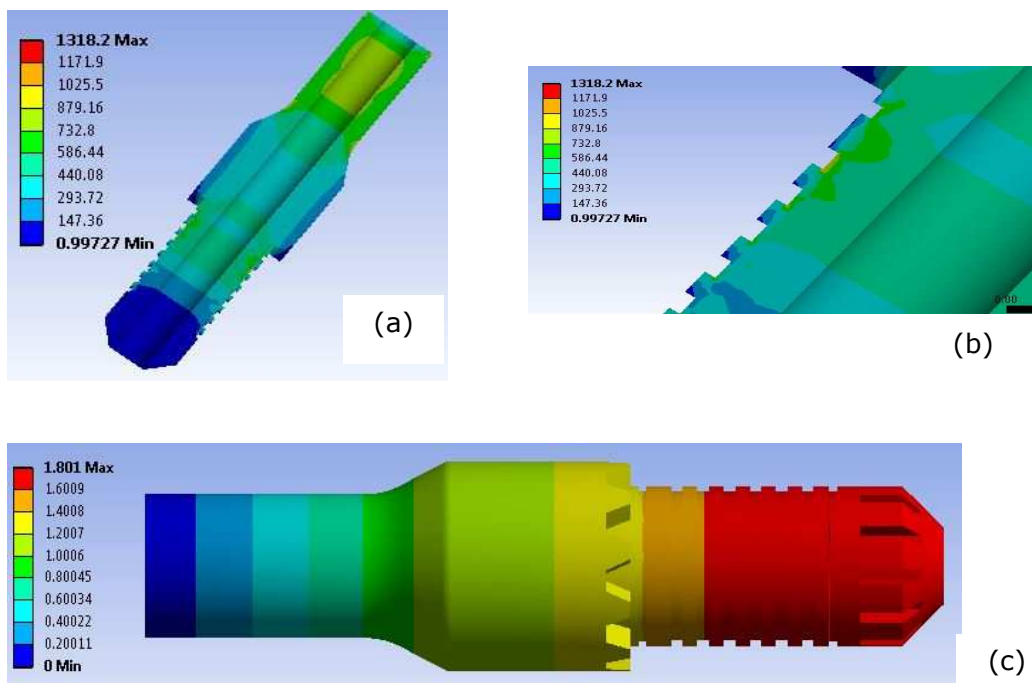 1318.2 Max
1171.9
1025.5
879.16
732.8
586.44
440.08
293.72
147.36
0.99727 Min
(a)
1318.2 Max
1171.9
1025.5
879.16
732.8
586.44
440.08
293.72
147.36
0.99727 Min
0.00
(b)
1.801 Max
1.6009
1.4008
1.2007
1.0006
0.80045
0.60034
0.40022
0.20011
0 Min
(c)